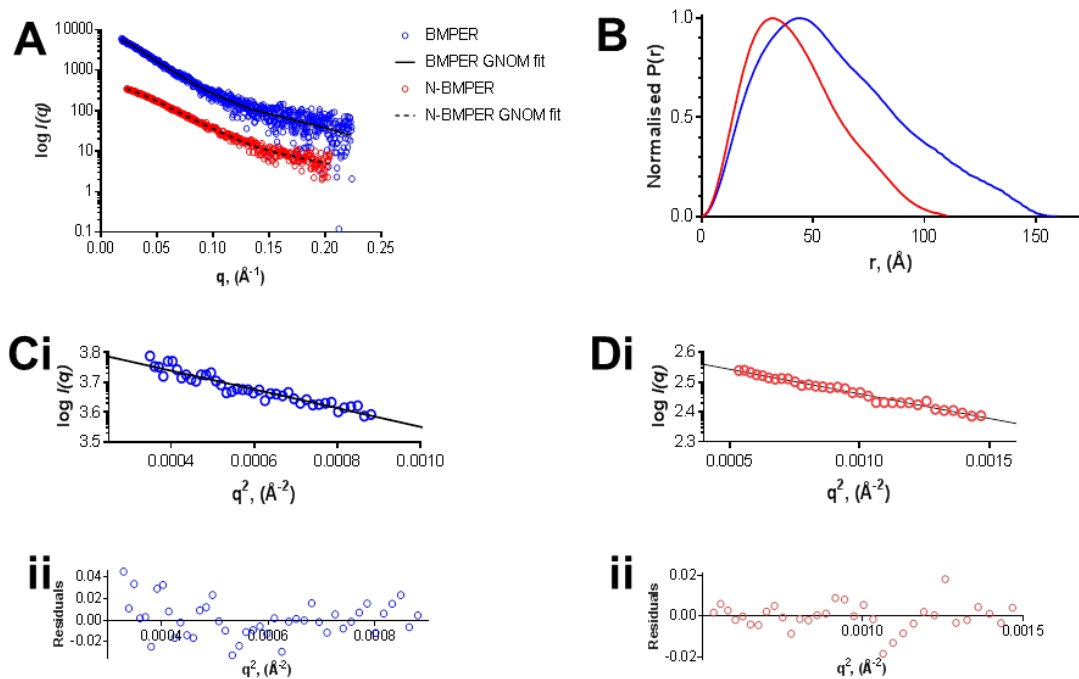 A
10000
1000
100
10
1
0.1
log I(q)
0.00 0.05 0.10 0.15 0.20 0.25
q, (Å-1)
BMPER
BMPER GNOM fit
N-BMPER
N-BMPER GNOM fit
B
1.0
0.5
0.0
Normalised P(r)
0 50 100 150
r, (Å)
Ci
3.8
3.7
3.6
3.5
log I(q)
0.0004 0.0006 0.0008 0.0010
q2, (Å-2)
Di
2.6
2.5
2.4
2.3
log I(q)
0.0005 0.0010 0.0015
q2, (Å-2)
ii
0.04
0.02
0.00
-0.02
Residuals
0.0004 0.0006 0.0008
q2, (Å-2)
ii
0.02
0.00
-0.02
Residuals
0.0010 0.0015
q2, (Å-2)